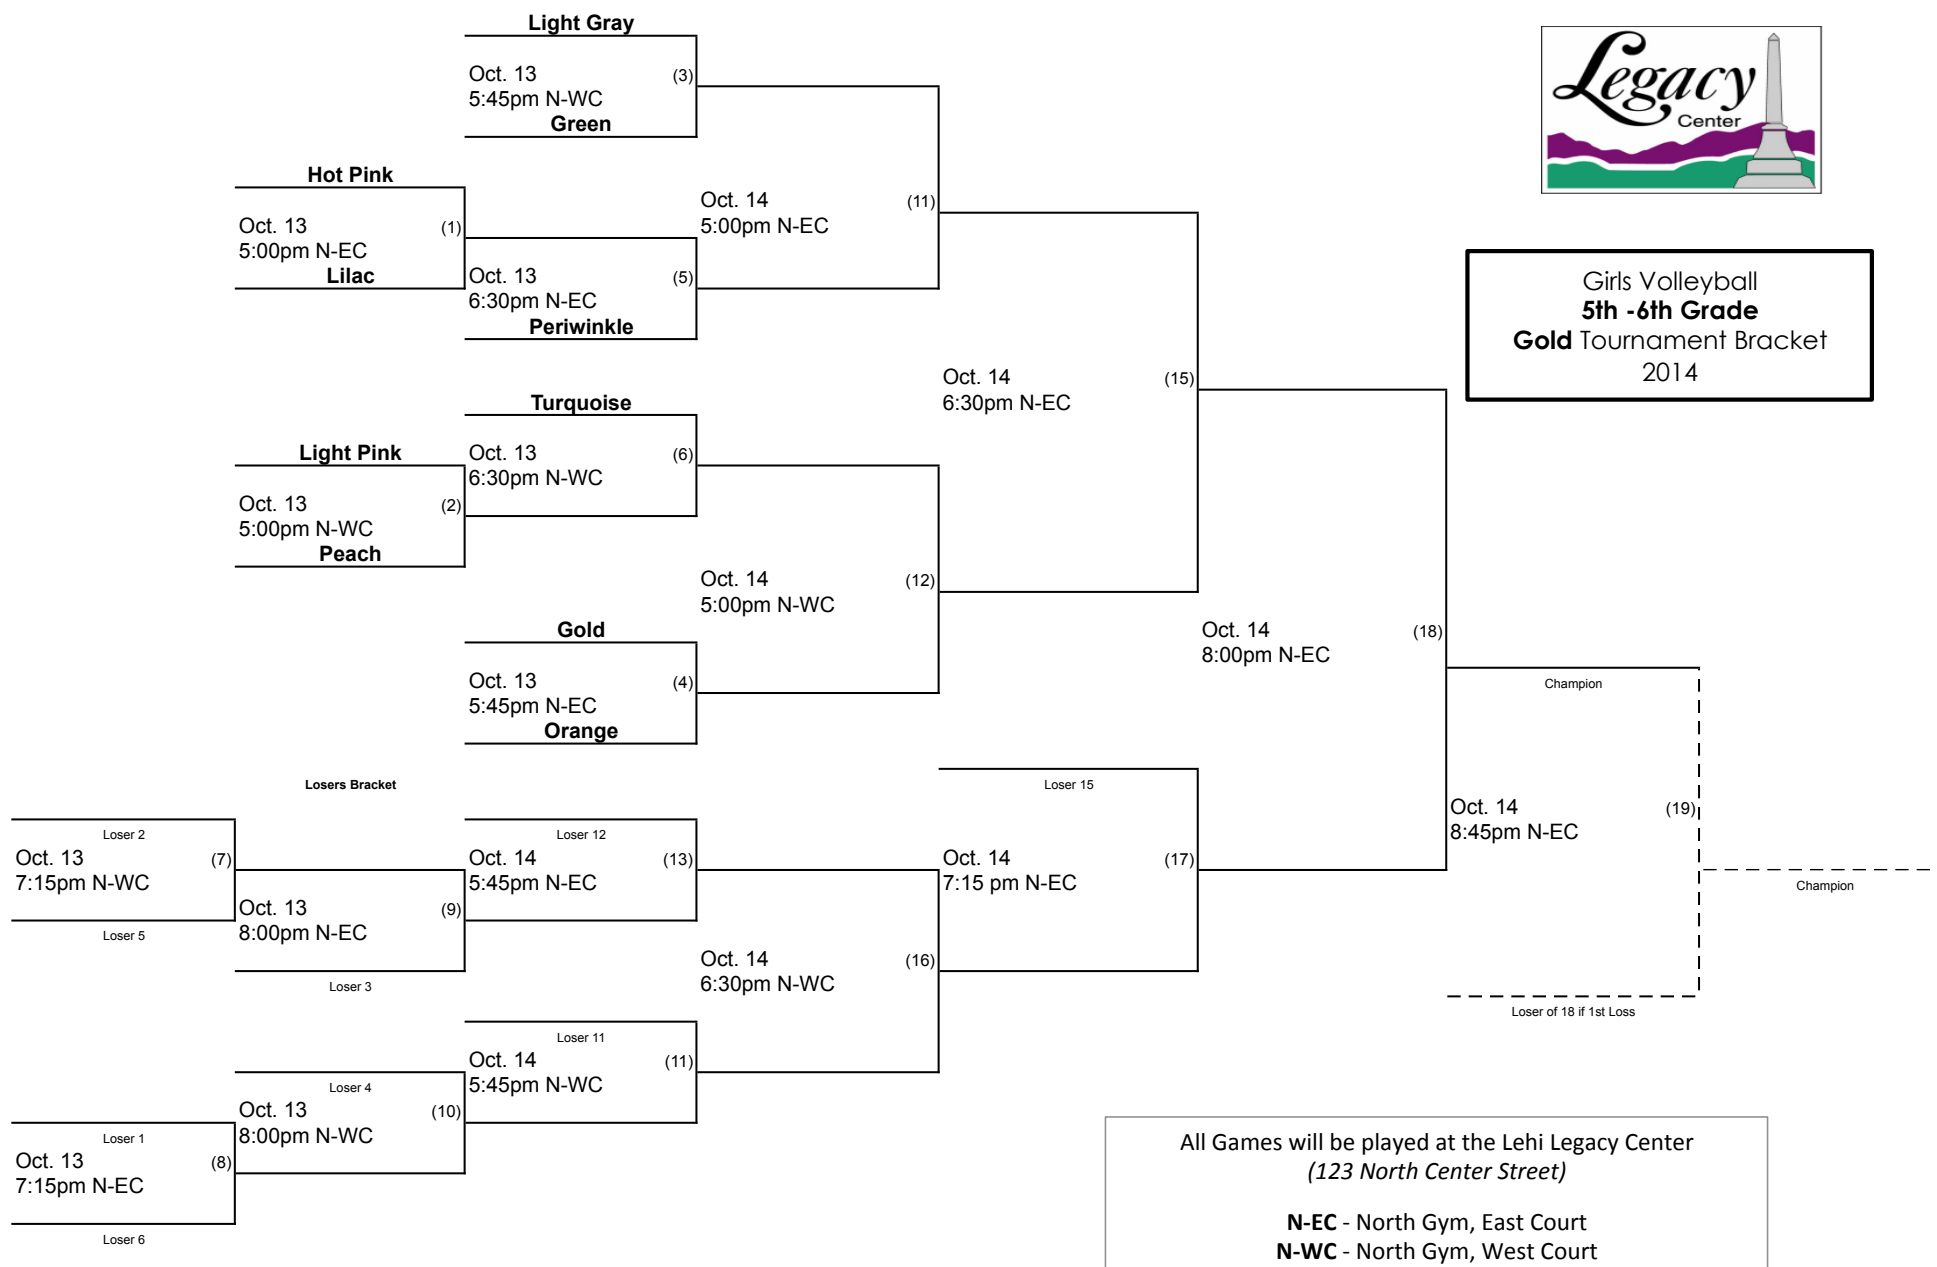 Light Gray
Oct. 13 (3)
5:45pm N-WC
Green
Legacy
Center
Hot Pink
Oct. 13 (1)
5:00pm N-EC
Lilac
Oct. 13 (5)
6:30pm N-EC
Periwinkle
Oct. 14 (11)
5:00pm N-EC
Girls Volleyball
5th -6th Grade
Gold Tournament Bracket
2014
Turquoise
Oct. 13 (6)
6:30pm N-WC
Light Pink
Oct. 13 (2)
5:00pm N-WC
Peach
Oct. 14 (15)
6:30pm N-EC
Oct. 14 (12)
5:00pm N-WC
Gold
Oct. 13 (4)
5:45pm N-EC
Orange
Oct. 14 (18)
8:00pm N-EC
Champion
Losers Bracket
Loser 2
Oct. 13 (7)
7:15pm N-WC
Loser 5
Oct. 13 (9)
8:00pm N-EC
Loser 3
Loser 12
Oct. 14 (13)
5:45pm N-EC
Loser 15
Oct. 14 (17)
7:15 pm N-EC
Oct. 14 (19)
8:45pm N-EC
Champion
Loser of 18 if 1st Loss
Oct. 14 (16)
6:30pm N-WC
Loser 11
Oct. 14 (11)
5:45pm N-WC
Loser 4
Oct. 13 (10)
8:00pm N-WC
Loser 1
Oct. 13 (8)
7:15pm N-EC
Loser 6
All Games will be played at the Lehi Legacy Center
(123 North Center Street)
N-EC - North Gym, East Court
N-WC - North Gym, West Court